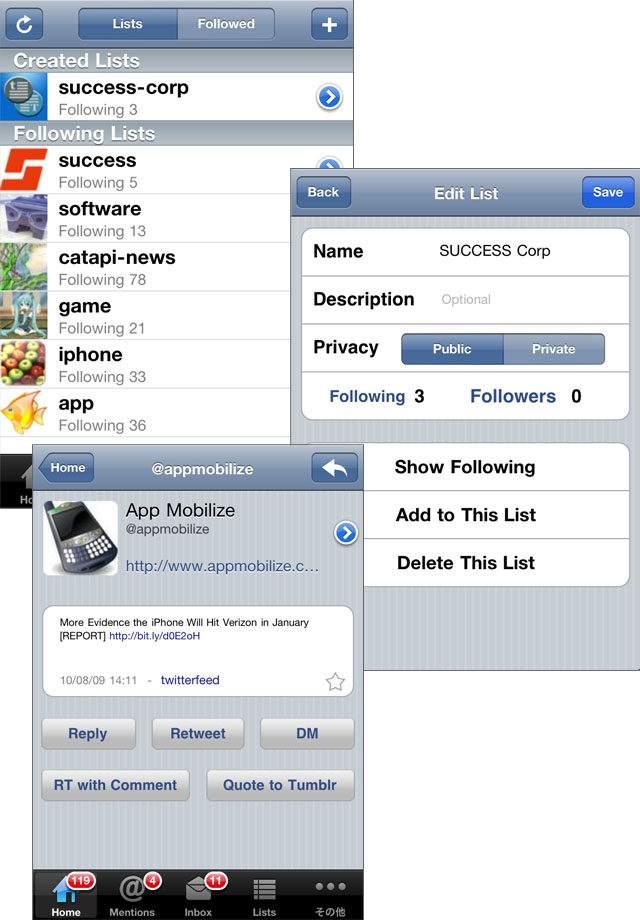 Lists Followed +
Created Lists
success-corp
Following 3
Following Lists
success
Following 5
software
Following 13
catapi-news
Following 78
game
Following 21
iphone
Following 33
app
Following 36
Back Edit List Save
Name SUCCESS Corp
Description Optional
Privacy Public Private
Following 3 Followers 0
Show Following
Add to This List
Delete This List
Home @appmobilize
App Mobilize
@appmobilize
http://www.appmobilize.c...
More Evidence the iPhone Will Hit Verizon in January
[REPORT] http://bit.ly/d0E2oH
10/08/09 14:11 - twitterfeed
Reply Retweet DM
RT with Comment Quote to Tumblr
119 4 11
Home Mentions Inbox Lists その他